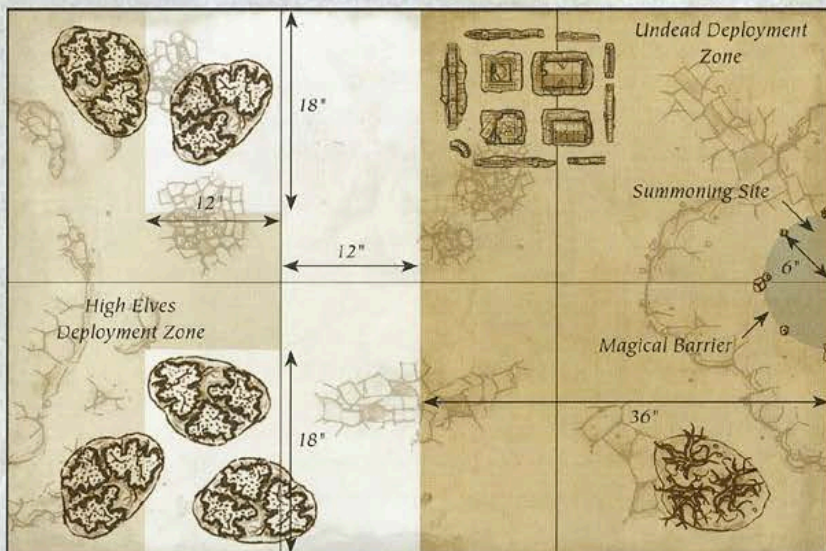 Undead Deployment
Zone
18"
Summoning Site
12"
12"
6"
High Elves
Deployment Zone
Magical Barrier
36"
18"